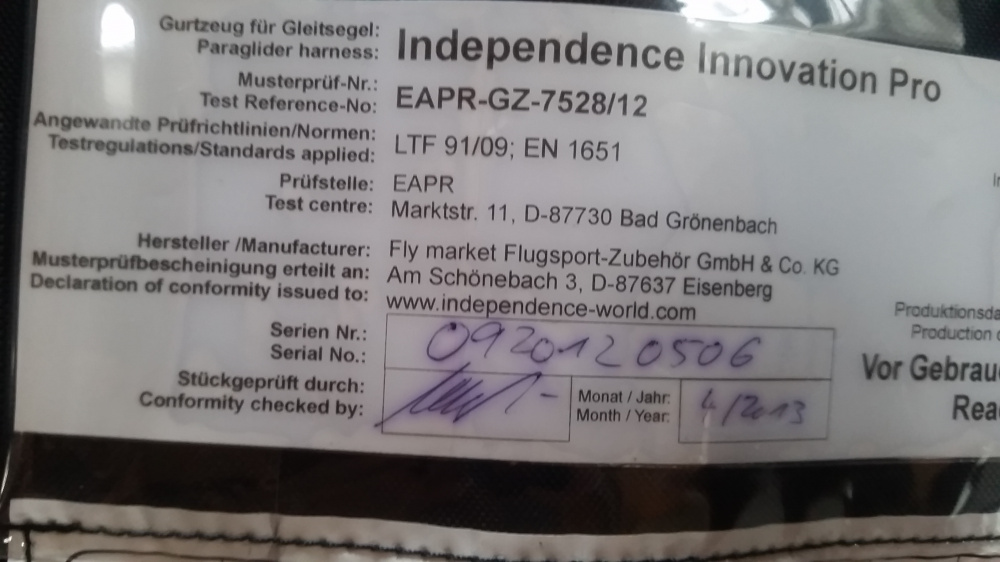 Gurtzeug für Gleitsegel:
Paraglider harness: Independence Innovation Pro
Musterprüf-Nr.:
Test Reference-No: EAPR-GZ-7528/12
Angewandte Prüfrichtlinien/Normen:
Testregulations/Standards applied: LTF 91/09; EN 1651
Prüfstelle: EAPR
Test centre: Marktstr. 11, D-87730 Bad Grönenbach
Hersteller /Manufacturer: Fly market Flugsport-Zubehör GmbH & Co. KG
Musterprüfbescheinigung erteilt an: Am Schönebach 3, D-87637 Eisenberg
Declaration of conformity issued to: www.independence-world.com
Produktionsda
Production
Serien Nr.:
Serial No.: 0920120506
Vor Gebrau
Rea
Stückgeprüft durch:
Conformity checked by:
Monat / Jahr:
Month / Year: 4/2013